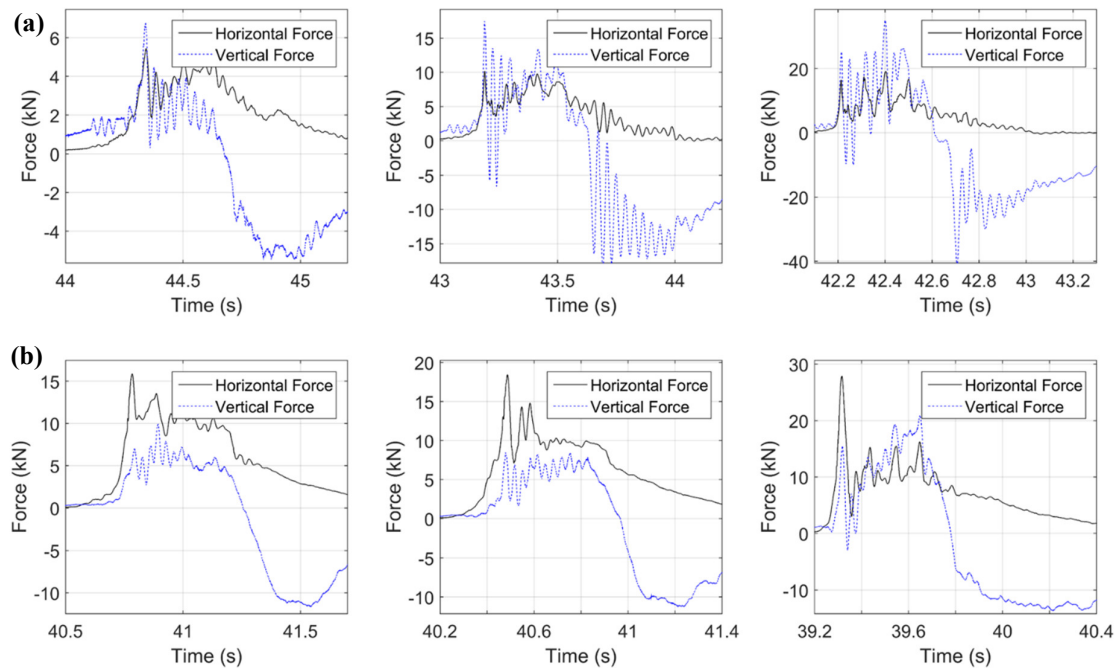 (a)
Force (kN)
6
4
2
0
-2
-4
44
44.5
45
Time (s)
Horizontal Force
Vertical Force
Force (kN)
15
10
5
0
-5
-10
-15
43
43.5
44
Time (s)
Horizontal Force
Vertical Force
Force (kN)
20
0
-20
-40
42.2
42.4
42.6
42.8
43
43.2
Time (s)
Horizontal Force
Vertical Force
(b)
Force (kN)
15
10
5
0
-5
-10
40.5
41
41.5
Time (s)
Horizontal Force
Vertical Force
Force (kN)
20
15
10
5
0
-5
-10
40.2
40.6
41
41.4
Time (s)
Horizontal Force
Vertical Force
Force (kN)
30
20
10
0
-10
39.2
39.6
40
40.4
Time (s)
Horizontal Force
Vertical Force